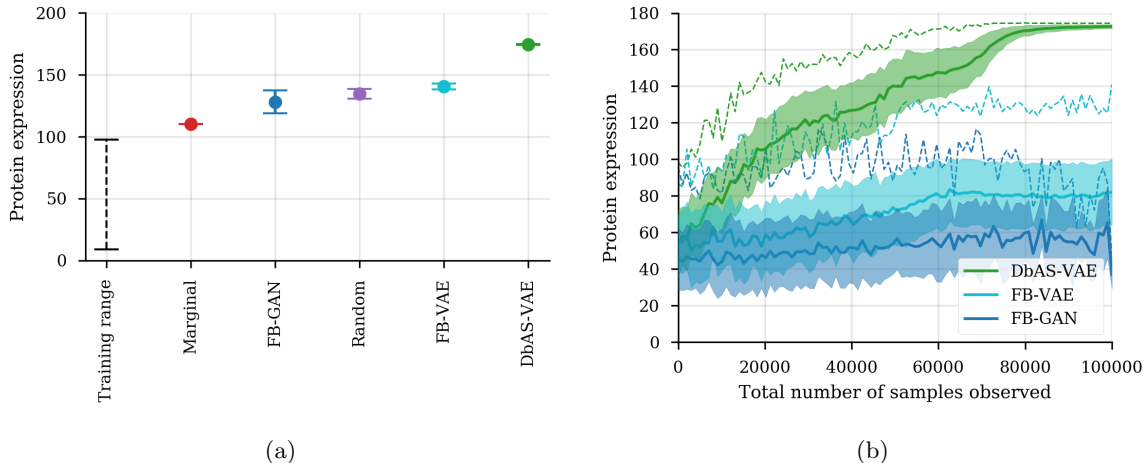 200
150
100
50
0
Protein expression
Training range
Marginal
FB-GAN
Random
FB-VAE
DbAS-VAE
(a)
180
160
140
120
100
80
60
40
20
0
Protein expression
DbAS-VAE
FB-VAE
FB-GAN
0 20000 40000 60000 80000 100000
Total number of samples observed
(b)